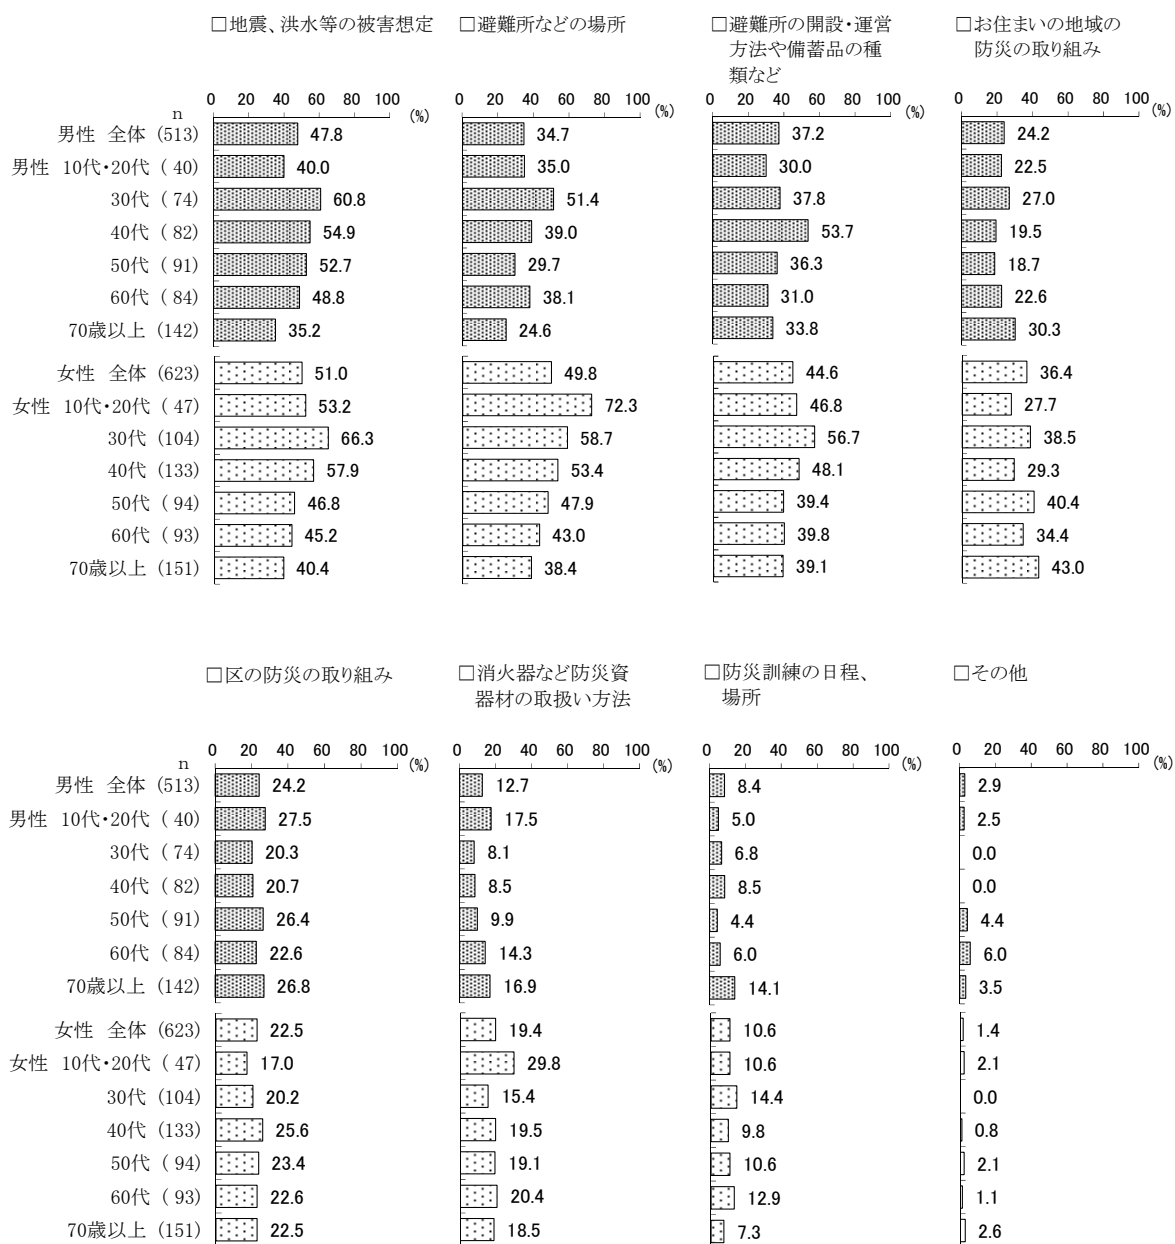 □地震、洪水等の被害想定 □避難所などの場所 □避難所の開設・運営 □お住まいの地域の
方法や備蓄品の種 防災の取り組み
類など
0 20 40 60 80 100 0 20 40 60 80 100 0 20 40 60 80 100 0 20 40 60 80 100
n (%) (%) (%) (%)
男性 全体 (513) 47.8 34.7 37.2 24.2
男性 10代・20代 ( 40) 40.0 35.0 30.0 22.5
30代 ( 74) 60.8 51.4 37.8 27.0
40代 ( 82) 54.9 39.0 53.7 19.5
50代 ( 91) 52.7 29.7 36.3 18.7
60代 ( 84) 48.8 38.1 31.0 22.6
70歳以上 (142) 35.2 24.6 33.8 30.3
女性 全体 (623) 51.0 49.8 44.6 36.4
女性 10代・20代 ( 47) 53.2 72.3 46.8 27.7
30代 (104) 66.3 58.7 56.7 38.5
40代 (133) 57.9 53.4 48.1 29.3
50代 ( 94) 46.8 47.9 39.4 40.4
60代 ( 93) 45.2 43.0 39.8 34.4
70歳以上 (151) 40.4 38.4 39.1 43.0
□区の防災の取り組み □消火器など防災資 □防災訓練の日程、 □その他
器材の取扱い方法 場所
0 20 40 60 80 100 0 20 40 60 80 100 0 20 40 60 80 100 0 20 40 60 80 100
n (%) (%) (%) (%)
男性 全体 (513) 24.2 12.7 8.4 2.9
男性 10代・20代 ( 40) 27.5 17.5 5.0 2.5
30代 ( 74) 20.3 8.1 6.8 0.0
40代 ( 82) 20.7 8.5 8.5 0.0
50代 ( 91) 26.4 9.9 4.4 4.4
60代 ( 84) 22.6 14.3 6.0 6.0
70歳以上 (142) 26.8 16.9 14.1 3.5
女性 全体 (623) 22.5 19.4 10.6 1.4
女性 10代・20代 ( 47) 17.0 29.8 10.6 2.1
30代 (104) 20.2 15.4 14.4 0.0
40代 (133) 25.6 19.5 9.8 0.8
50代 ( 94) 23.4 19.1 10.6 2.1
60代 ( 93) 22.6 20.4 12.9 1.1
70歳以上 (151) 22.5 18.5 7.3 2.6